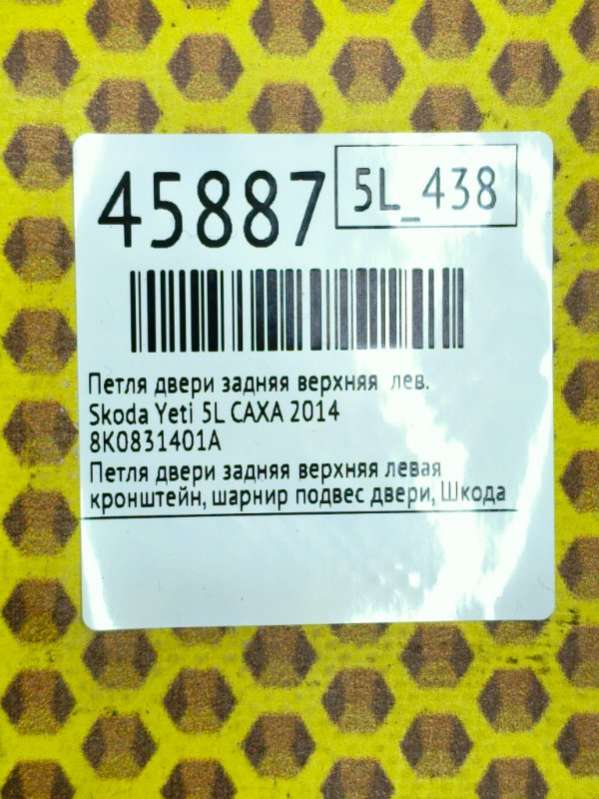 45887 5L_438
Петля двери задняя верхняя лев.
Skoda Yeti 5L CAXA 2014
8K0831401A
Петля двери задняя верхняя левая
кронштейн, шарнир подвес двери, Шкода